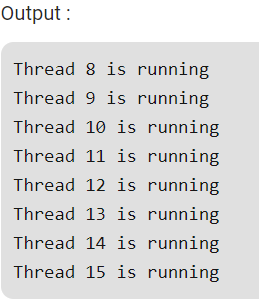 Output :
Thread 8 is running
Thread 9 is running
Thread 10 is running
Thread 11 is running
Thread 12 is running
Thread 13 is running
Thread 14 is running
Thread 15 is running